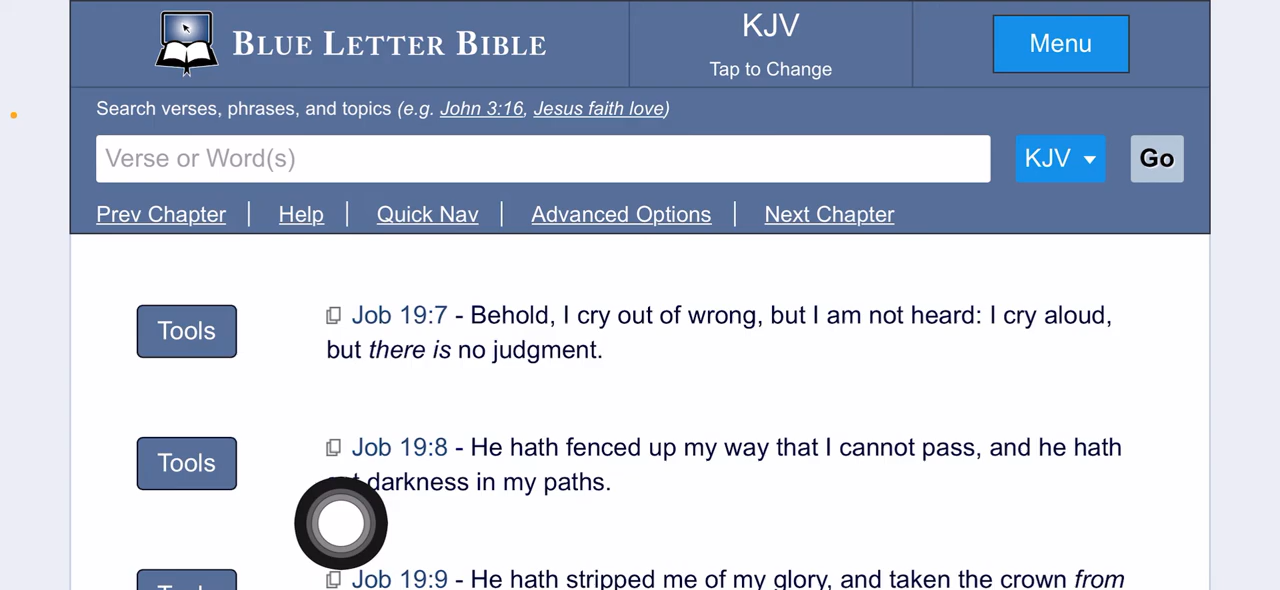 BLUE LETTER BIBLE
KJV
Tap to Change
Menu
Search verses, phrases, and topics (e.g. John 3:16, Jesus faith love)
Verse or Word(s)
KJV
Go
Prev Chapter | Help | Quick Nav | Advanced Options | Next Chapter
Tools
Job 19:7 - Behold, I cry out of wrong, but I am not heard: I cry aloud,
but there is no judgment.
Tools
Job 19:8 - He hath fenced up my way that I cannot pass, and he hath
darkness in my paths.
Job 19:9 - He hath stripped me of my glory, and taken the crown from